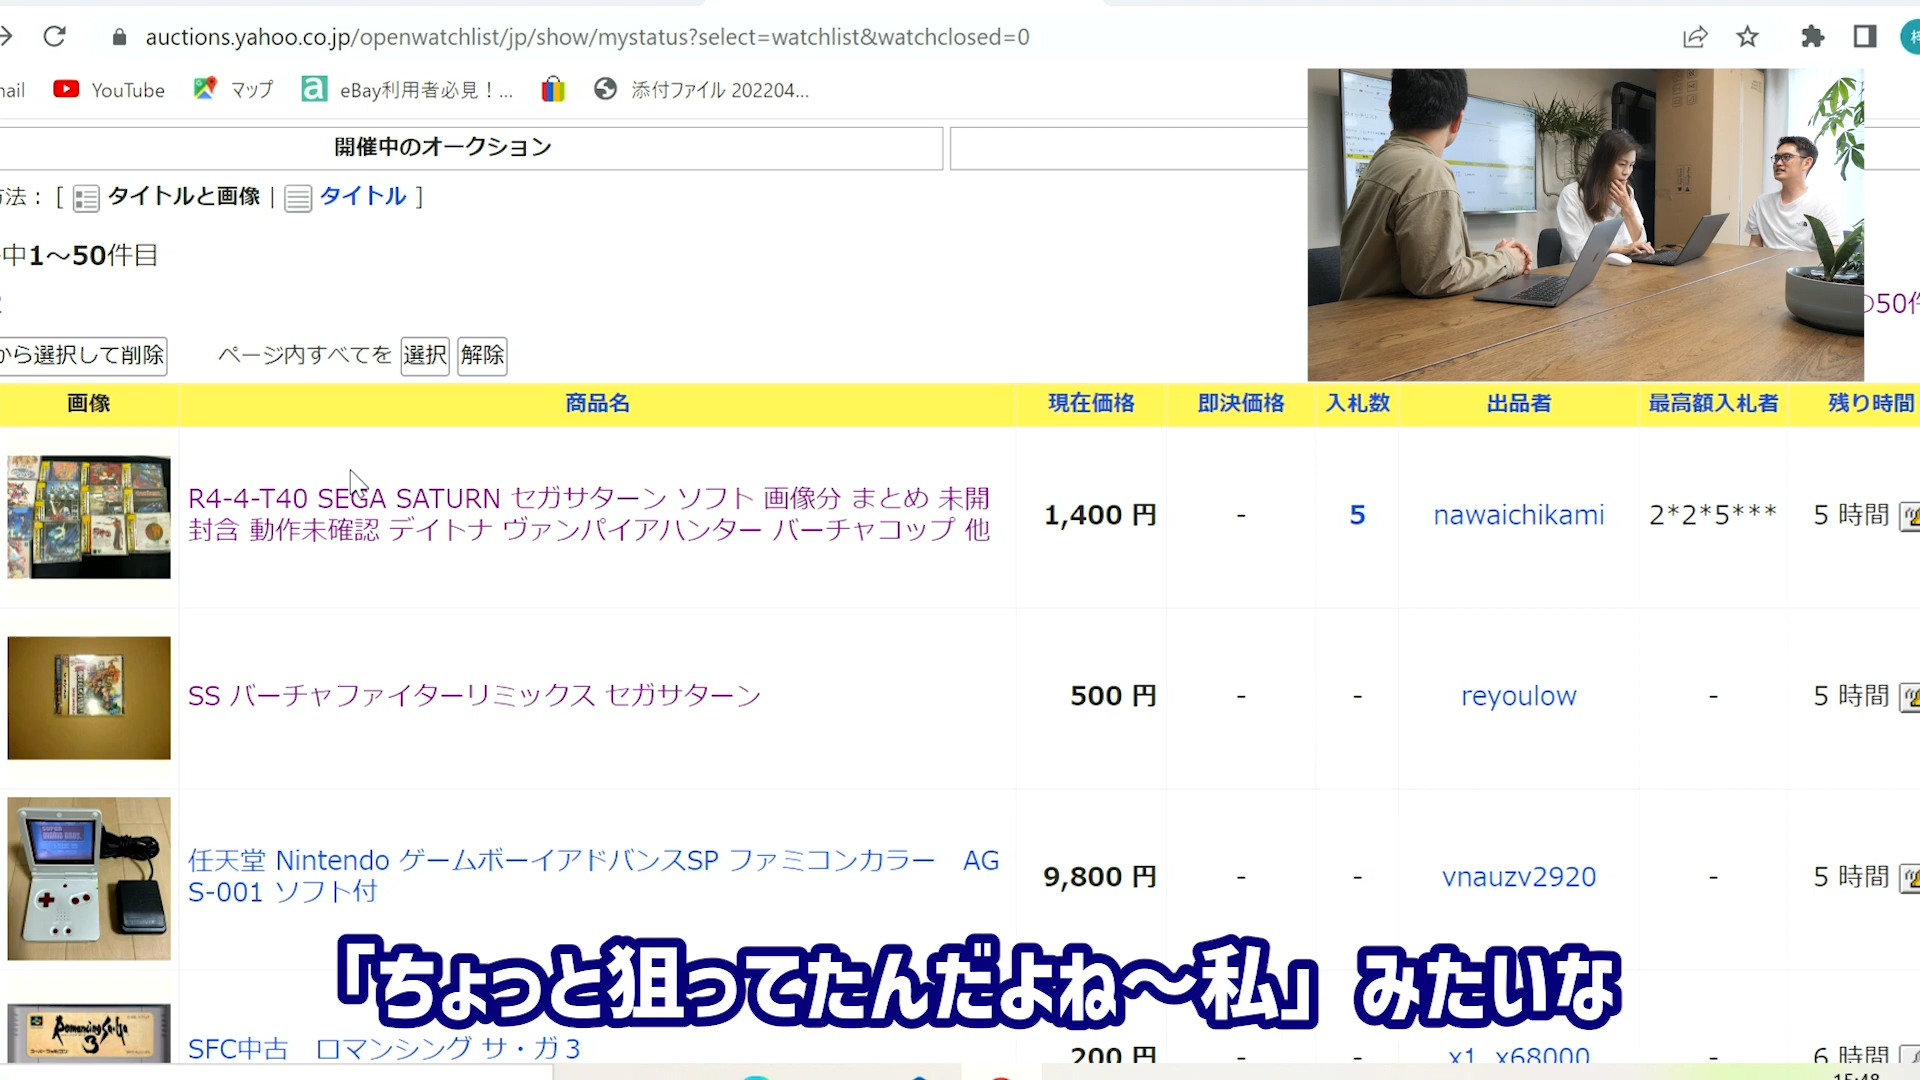 auctions.yahoo.co.jp/openwatchlist/jp/show/mystatus?select=watchlist&watchclosed=0
YouTube マップ eBay利用者必見！... 添付ファイル 202204...
開催中のオークション
法： [ タイトルと画像 | タイトル ]
中1～50件目
の50件
から選択して削除 ページ内すべてを 選択 解除
画像 商品名 現在価格 即決価格 入札数 出品者 最高額入札者 残り時間
R4-4-T40 SEGA SATURN セガサターン ソフト 画像分 まとめ 未開
封含 動作未確認 デイトナ ヴァンパイアハンター バーチャコップ 他
1,400 円 - 5 nawaichikami 2*2*5*** 5 時間
SS バーチャファイターリミックス セガサターン 500 円 - - reyoulow - 5 時間
任天堂 Nintendo ゲームボーイアドバンスSP ファミコンカラー　AG
S-001 ソフト付
9,800 円 - - vnauzv2920 - 5 時間
「ちょっと狙ってたんだよね～私」 みたいな
Romancing Sa・Ga 3
SFC中古　ロマンシング サ・ガ３ 200 円 - - x1_x68000 - 6 時間